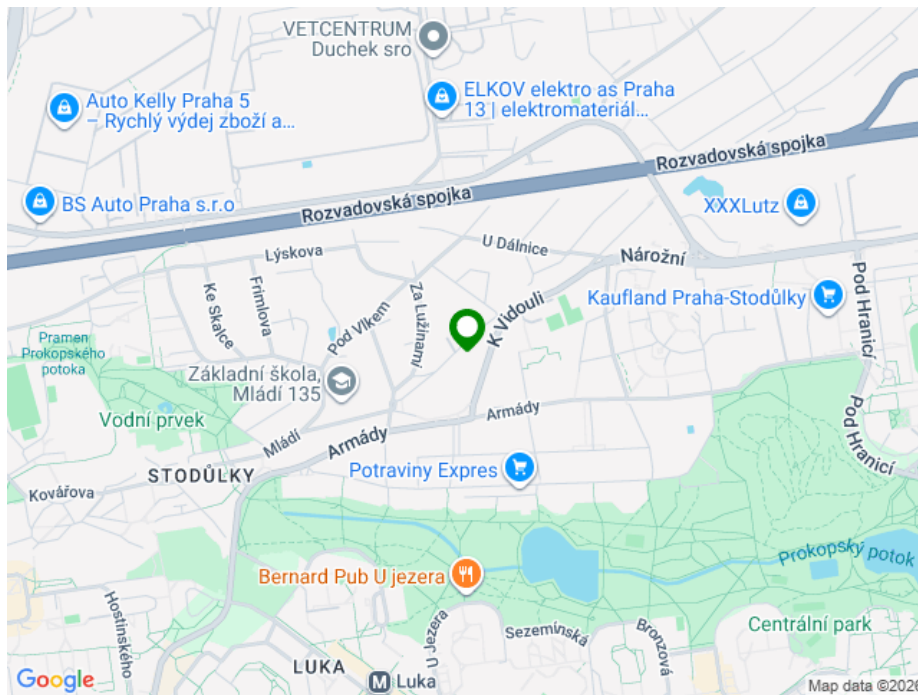 VETCENTRUM
Duchek sro
Auto Kelly Praha 5
– Rychlý výdej zboží a...
ELKOV elektro as Praha
13 | elektromateriál...
Rozvadovská spojka
BS Auto Praha s.r.o
Rozvadovská spojka
XXXLutz
Lýskova
U Dálnice
Nárožní
Ke Skalce
Frimlova
Za Lužinami
Pod Vlkem
K Vidouli
Kaufland Praha-Stodůlky
Pod Hranicí
Pramen
Prokopského
potoka
Základní škola,
Mládí 135
Vodní prvek
Mládí
Armády
Armády
Pod Hranicí
STODŮLKY
Potraviny Expres
Kovářova
Prokopský potok
Bernard Pub U jezera
Hostinského
U Jezera
Sezemínská
Bronzová
Centrální park
LUKA
M Luka
Google
Map data ©2026